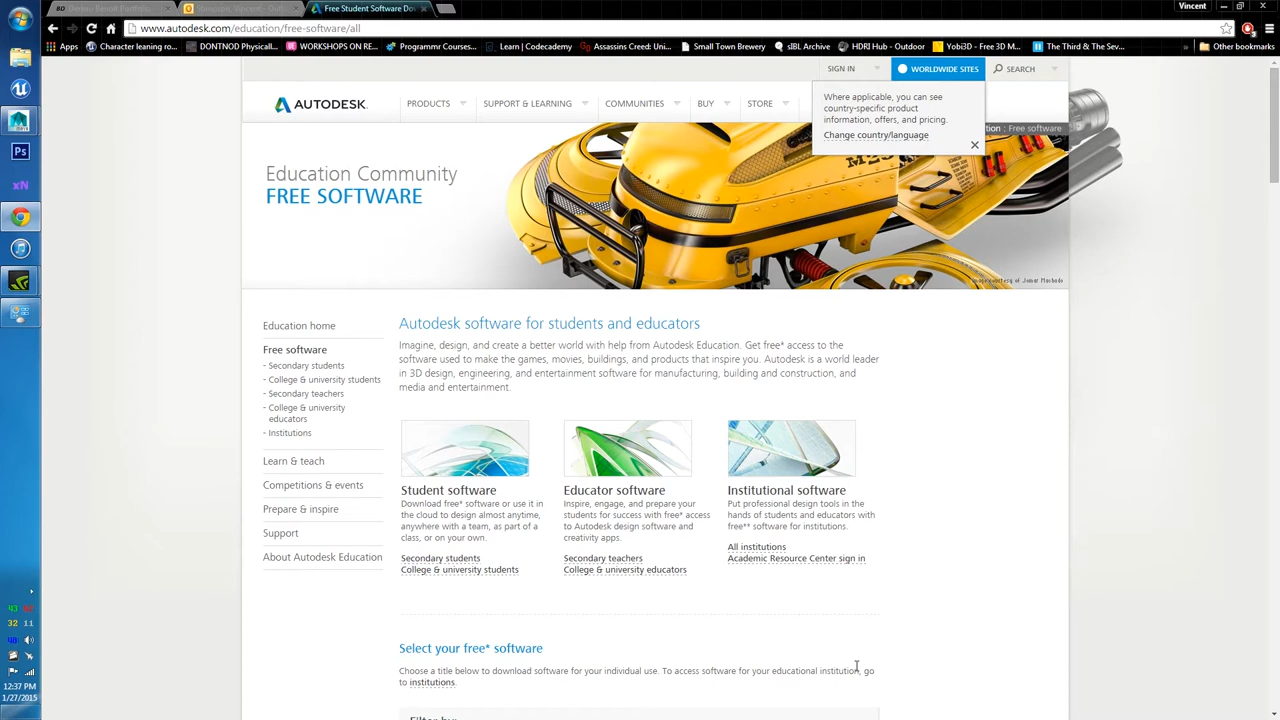 Free Student Software Do
Vincent
www.autodesk.com/education/free-software/all
Apps Character leaning ro... DONTNOD Physicall... WORKSHOPS ON RE... Programmr Courses... Learn | Codecademy Assassins Creed: Uni... Small Town Brewery sIBL Archive HDRI Hub - Outdoor Yobi3D - Free 3D M... The Third & The Sev... » Other bookmarks
SIGN IN WORLDWIDE SITES SEARCH
AUTODESK.
PRODUCTS SUPPORT & LEARNING COMMUNITIES BUY STORE
Where applicable, you can see
country-specific product
information, offers, and pricing.
Change country/language
tion : Free software
Education Community
FREE SOFTWARE
Image courtesy of Jomar Machado
Education home
Free software
- Secondary students
- College & university students
- Secondary teachers
- College & university
educators
- Institutions
Learn & teach
Competitions & events
Prepare & inspire
Support
About Autodesk Education
Autodesk software for students and educators
Imagine, design, and create a better world with help from Autodesk Education. Get free* access to the
software used to make the games, movies, buildings, and products that inspire you. Autodesk is a world leader
in 3D design, engineering, and entertainment software for manufacturing, building and construction, and
media and entertainment.
Student software
Download free* software or use it in
the cloud to design almost anytime,
anywhere with a team, as part of a
class, or on your own.
Secondary students
College & university students
Educator software
Inspire, engage, and prepare your
students for success with free* access
to Autodesk design software and
creativity apps.
Secondary teachers
College & university educators
Institutional software
Put professional design tools in the
hands of students and educators with
free** software for institutions.
All institutions
Academic Resource Center sign in
Select your free* software
Choose a title below to download software for your individual use. To access software for your educational institution, go
to institutions.
Filter by:
Ps
xN
32 11
12:37 PM
1/27/2015